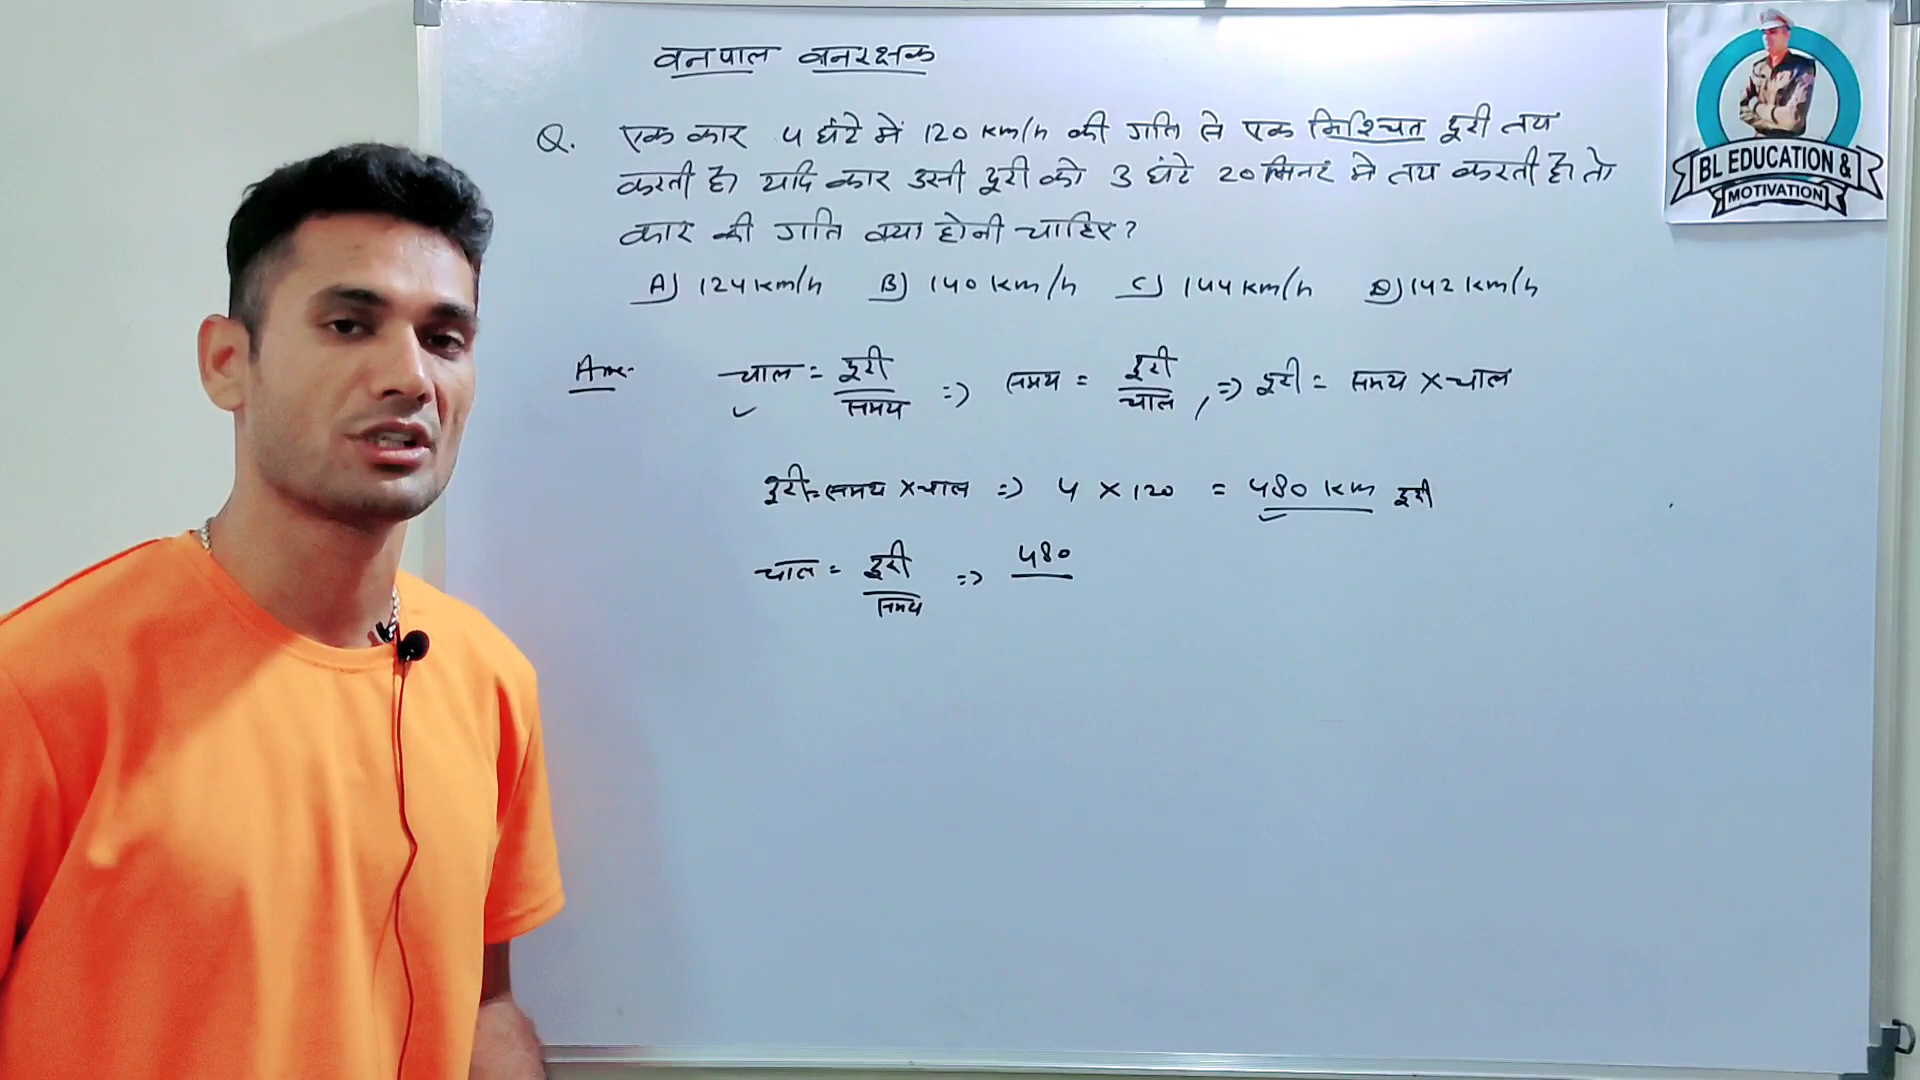 वनपाल वनरक्षक
Q. एक कार 4 घंटे में 120 km/h की गति से एक निश्चित दूरी तय
करती है। यदि कार उसी दूरी को 3 घंटे 20 मिनट में तय करती है। तो
कार की गति क्या होनी चाहिए?
A) 124 km/h B) 140 km/h C) 144 km/h D) 142 km/h
Ans- चाल = दूरी/समय => समय = दूरी/चाल, => दूरी = समय × चाल
दूरी = समय × चाल => 4 × 120 = 480 km दूरी
चाल = दूरी/समय => 480
BL EDUCATION &
MOTIVATION